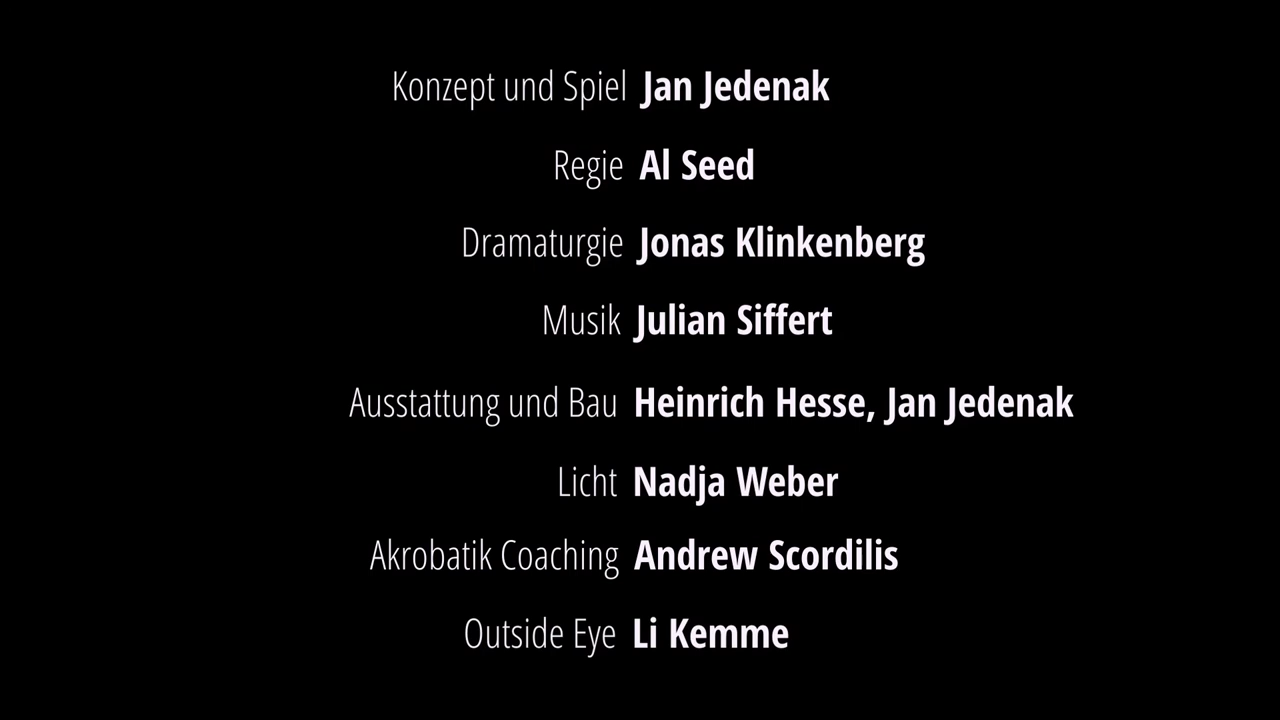 Konzept und Spiel Jan Jedenak
Regie Al Seed
Dramaturgie Jonas Klinkenberg
Musik Julian Siffert
Ausstattung und Bau Heinrich Hesse, Jan Jedenak
Licht Nadja Weber
Akrobatik Coaching Andrew Scordilis
Outside Eye Li Kemme